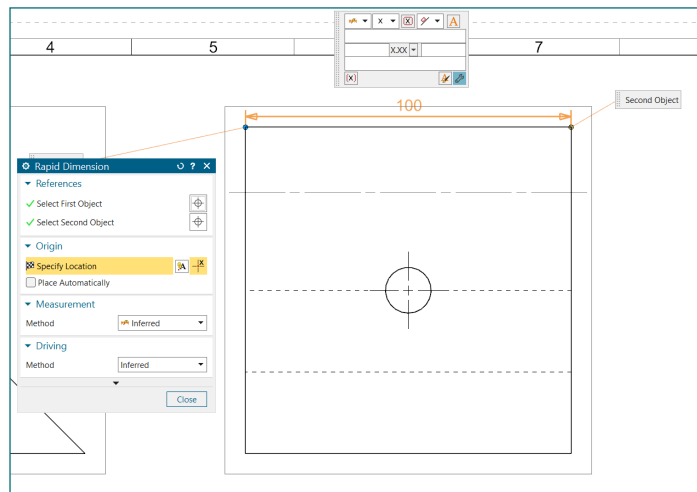 x
A
X.XX
(x)
4
5
7
100
Second Object
Rapid Dimension
?
References
Select First Object
Select Second Object
Origin
Specify Location
A
X
Place Automatically
Measurement
Method
Inferred
Driving
Method
Inferred
Close